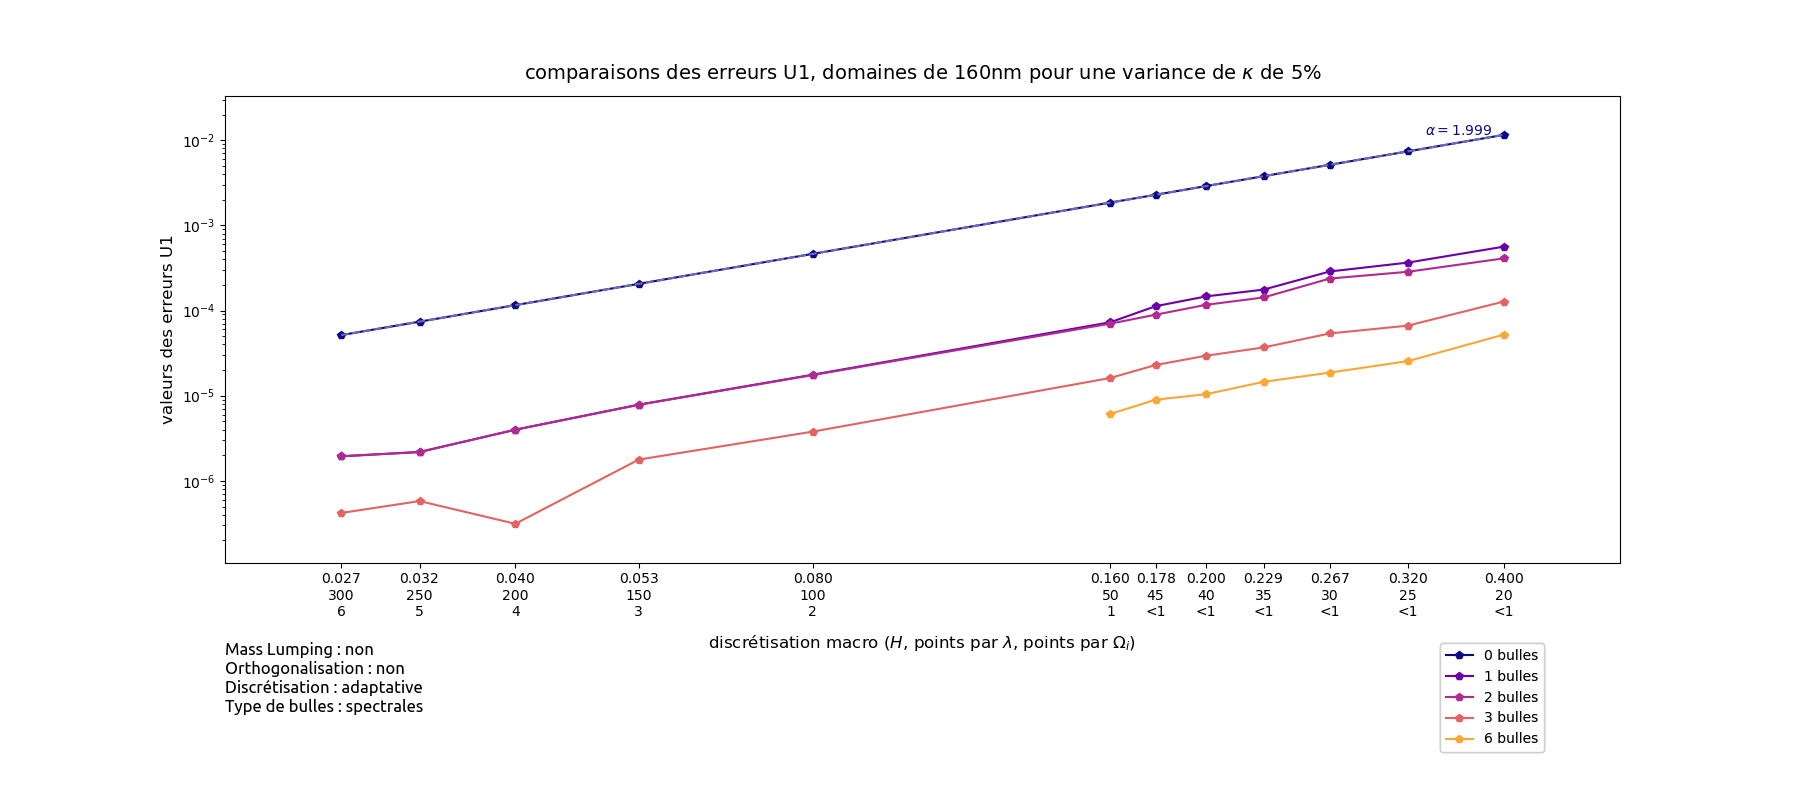 comparaisons des erreurs U1, domaines de 160nm pour une variance de κ de 5%
valeurs des erreurs U1
10⁻²
10⁻³
10⁻⁴
10⁻⁵
10⁻⁶
α = 1.999
0.027 0.032 0.040 0.053 0.080 0.160 0.178 0.200 0.229 0.267 0.320 0.400
300 250 200 150 100 50 45 40 35 30 25 20
6 5 4 3 2 1 <1 <1 <1 <1 <1 <1
discrétisation macro (H, points par λ, points par Ωᵢ)
Mass Lumping : non
Orthogonalisation : non
Discrétisation : adaptative
Type de bulles : spectrales
0 bulles
1 bulles
2 bulles
3 bulles
6 bulles